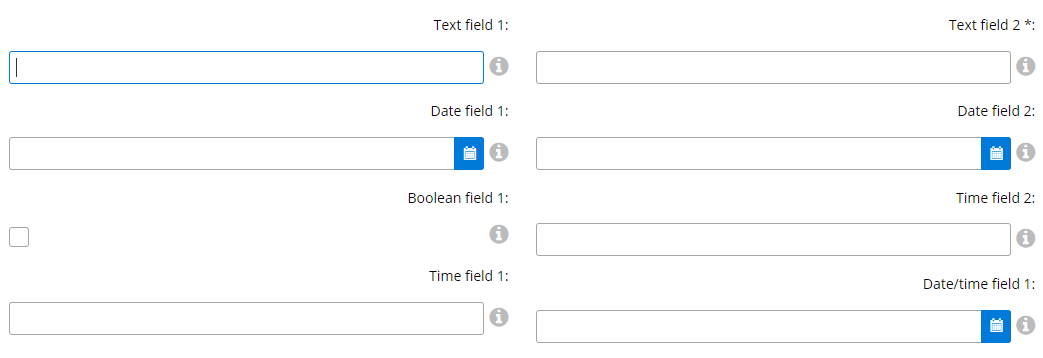 Text field 1:
Text field 2 *:
Date field 1:
Date field 2:
Boolean field 1:
Time field 2:
Time field 1:
Date/time field 1: